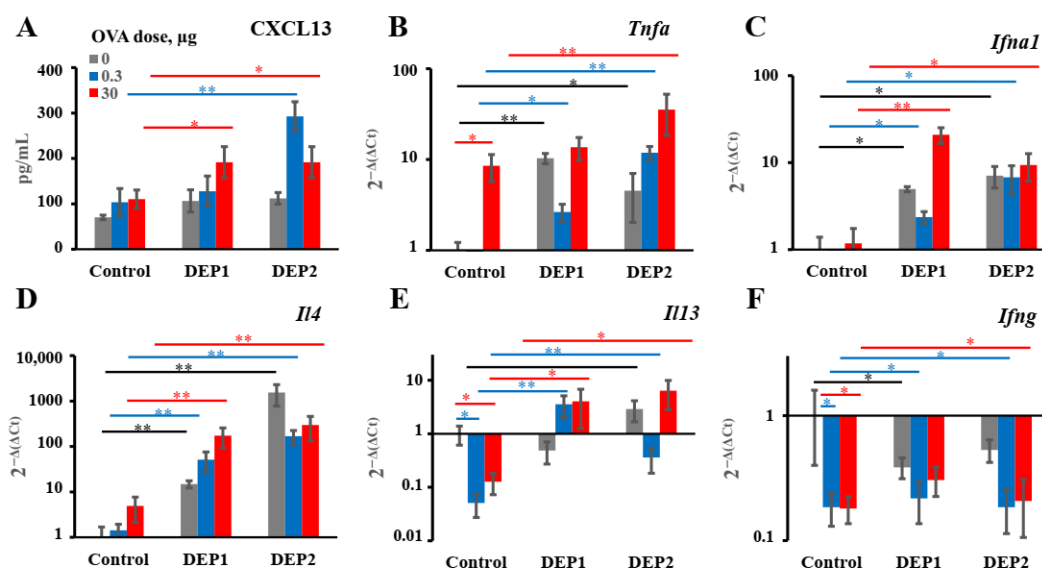 A CXCL13
OVA dose, µg
0
0.3
30
400
300
200
100
0
pg/mL
* ** *
Control DEP1 DEP2
B Tnfa
100
10
1
2−Δ(ΔCt)
** ** * * ** *
Control DEP1 DEP2
C Ifna1
100
10
1
2−Δ(ΔCt)
* * * ** * *
Control DEP1 DEP2
D Il4
10,000
1000
100
10
1
2−Δ(ΔCt)
** ** ** ** ** **
Control DEP1 DEP2
E Il13
10
1
0.1
0.01
2−Δ(ΔCt)
* ** * ** * *
Control DEP1 DEP2
F Ifng
1
0.1
2−Δ(ΔCt)
* * * * * *
Control DEP1 DEP2